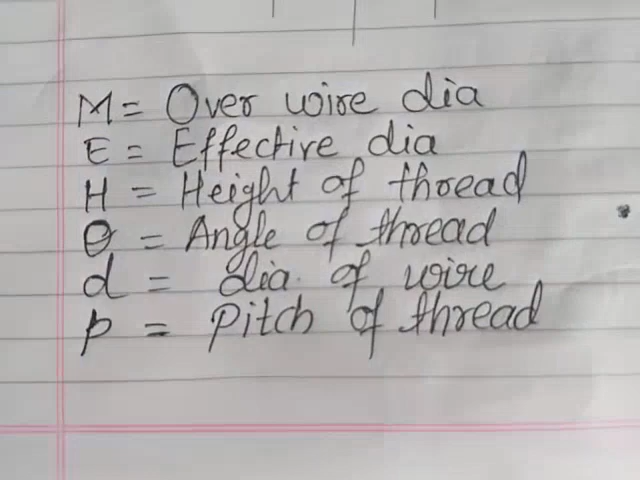 M = Over wire dia
E = Effective dia
H = Height of thread
θ = Angle of thread
d = dia. of wire
p = Pitch of thread